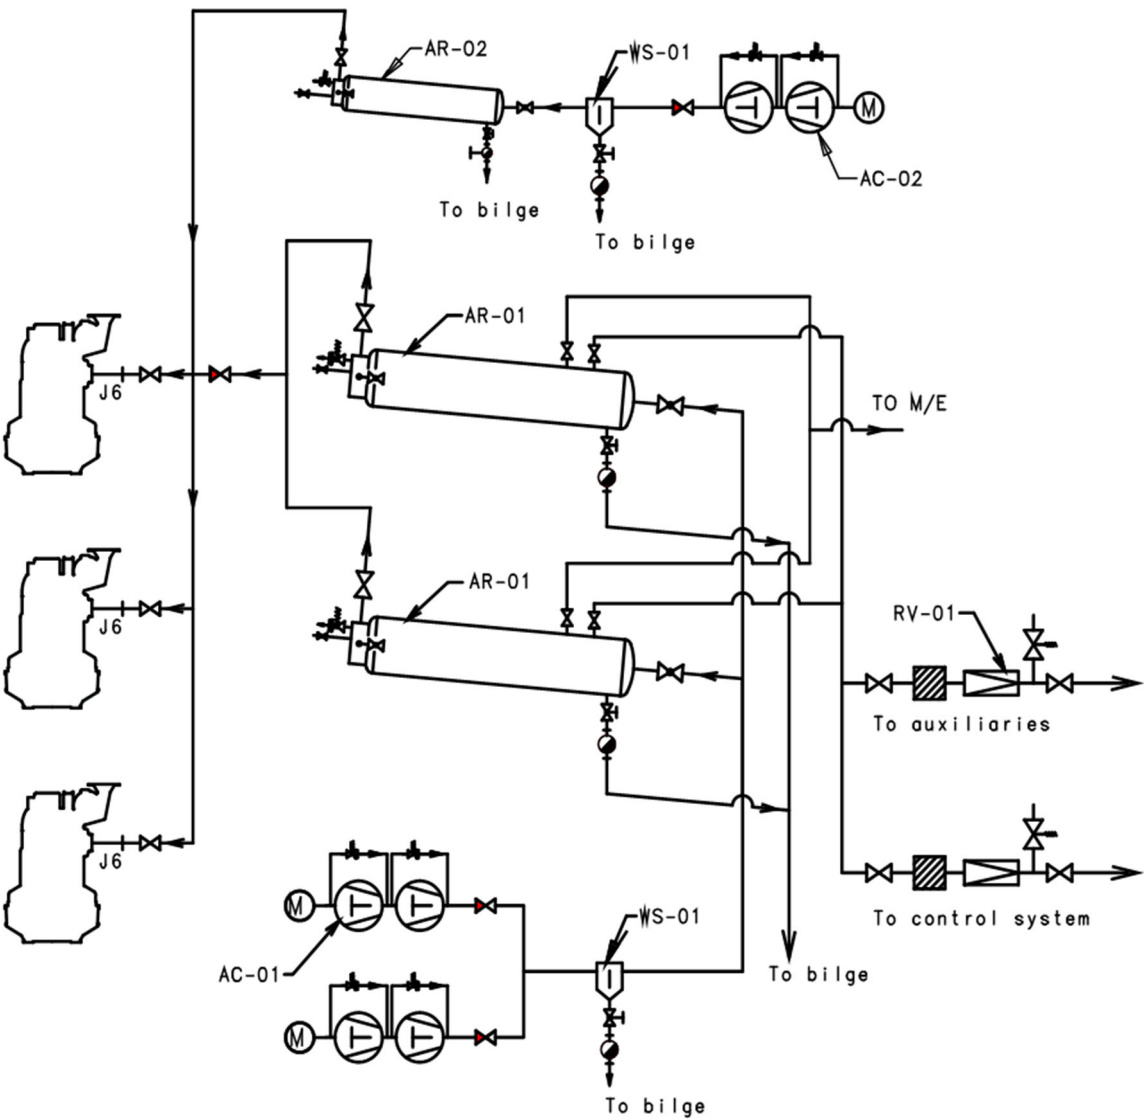 AR-02
WS-01
M
AC-02
To bilge
To bilge
AR-01
J6
TO M/E
AR-01
J6
RV-01
To auxiliaries
J6
M
WS-01
To control system
AC-01
To bilge
M
To bilge